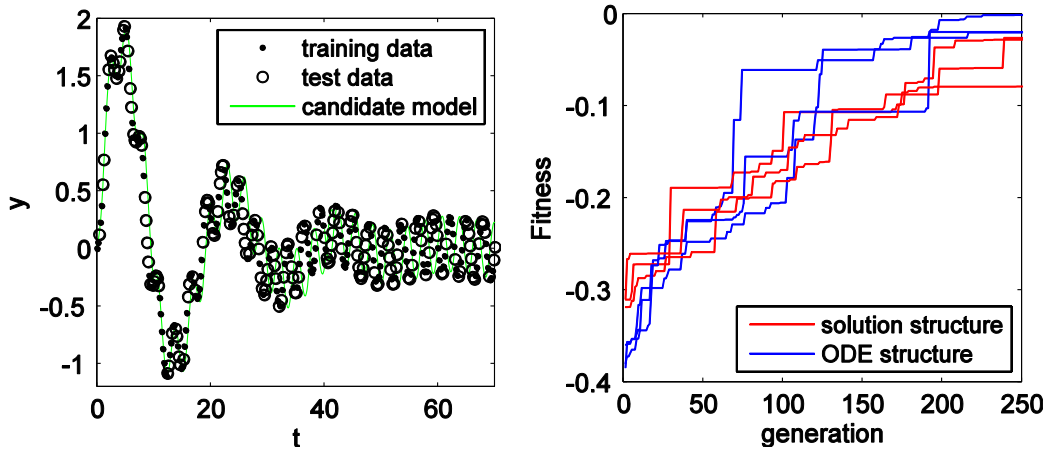 2
1.5
1
0.5
0
-0.5
-1
y
training data
test data
candidate model
0
20
40
60
t
0
-0.1
-0.2
-0.3
-0.4
Fitness
solution structure
ODE structure
0
50
100
150
200
250
generation